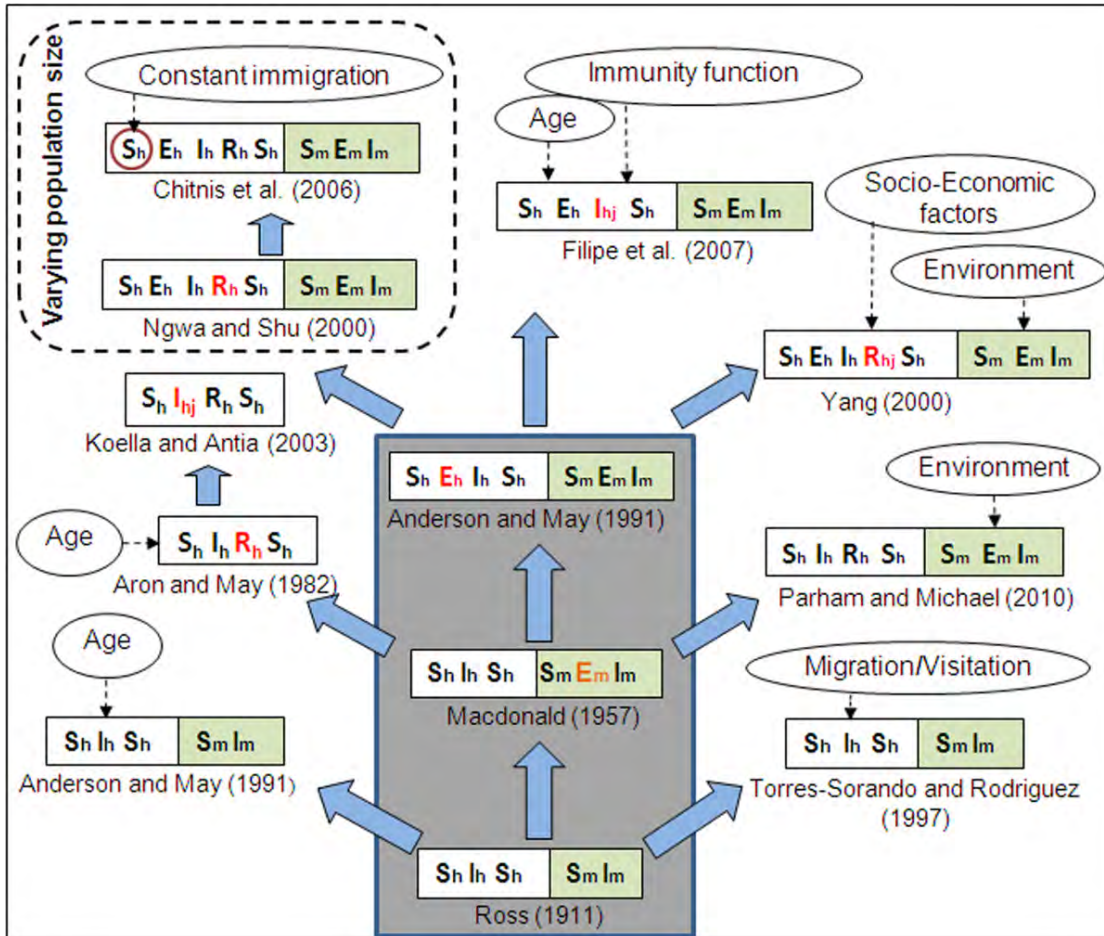 Varying population size
Constant immigration
Sh Eh Ih Rh Sh Sm Em Im
Chitnis et al. (2006)
Sh Eh Ih Rh Sh Sm Em Im
Ngwa and Shu (2000)
Immunity function
Age
Sh Eh Ihj Sh Sm Em Im
Filipe et al. (2007)
Socio-Economic
factors
Environment
Sh Eh Ih Rhj Sh Sm Em Im
Yang (2000)
Sh Ihj Rh Sh
Koella and Antia (2003)
Age
Sh Ih Rh Sh
Aron and May (1982)
Sh Eh Ih Sh Sm Em Im
Anderson and May (1991)
Environment
Sh Ih Rh Sh Sm Em Im
Parham and Michael (2010)
Age
Sh Ih Sh Sm Im
Anderson and May (1991)
Sh Ih Sh Sm Em Im
Macdonald (1957)
Migration/Visitation
Sh Ih Sh Sm Im
Torres-Sorando and Rodriguez
(1997)
Sh Ih Sh Sm Im
Ross (1911)